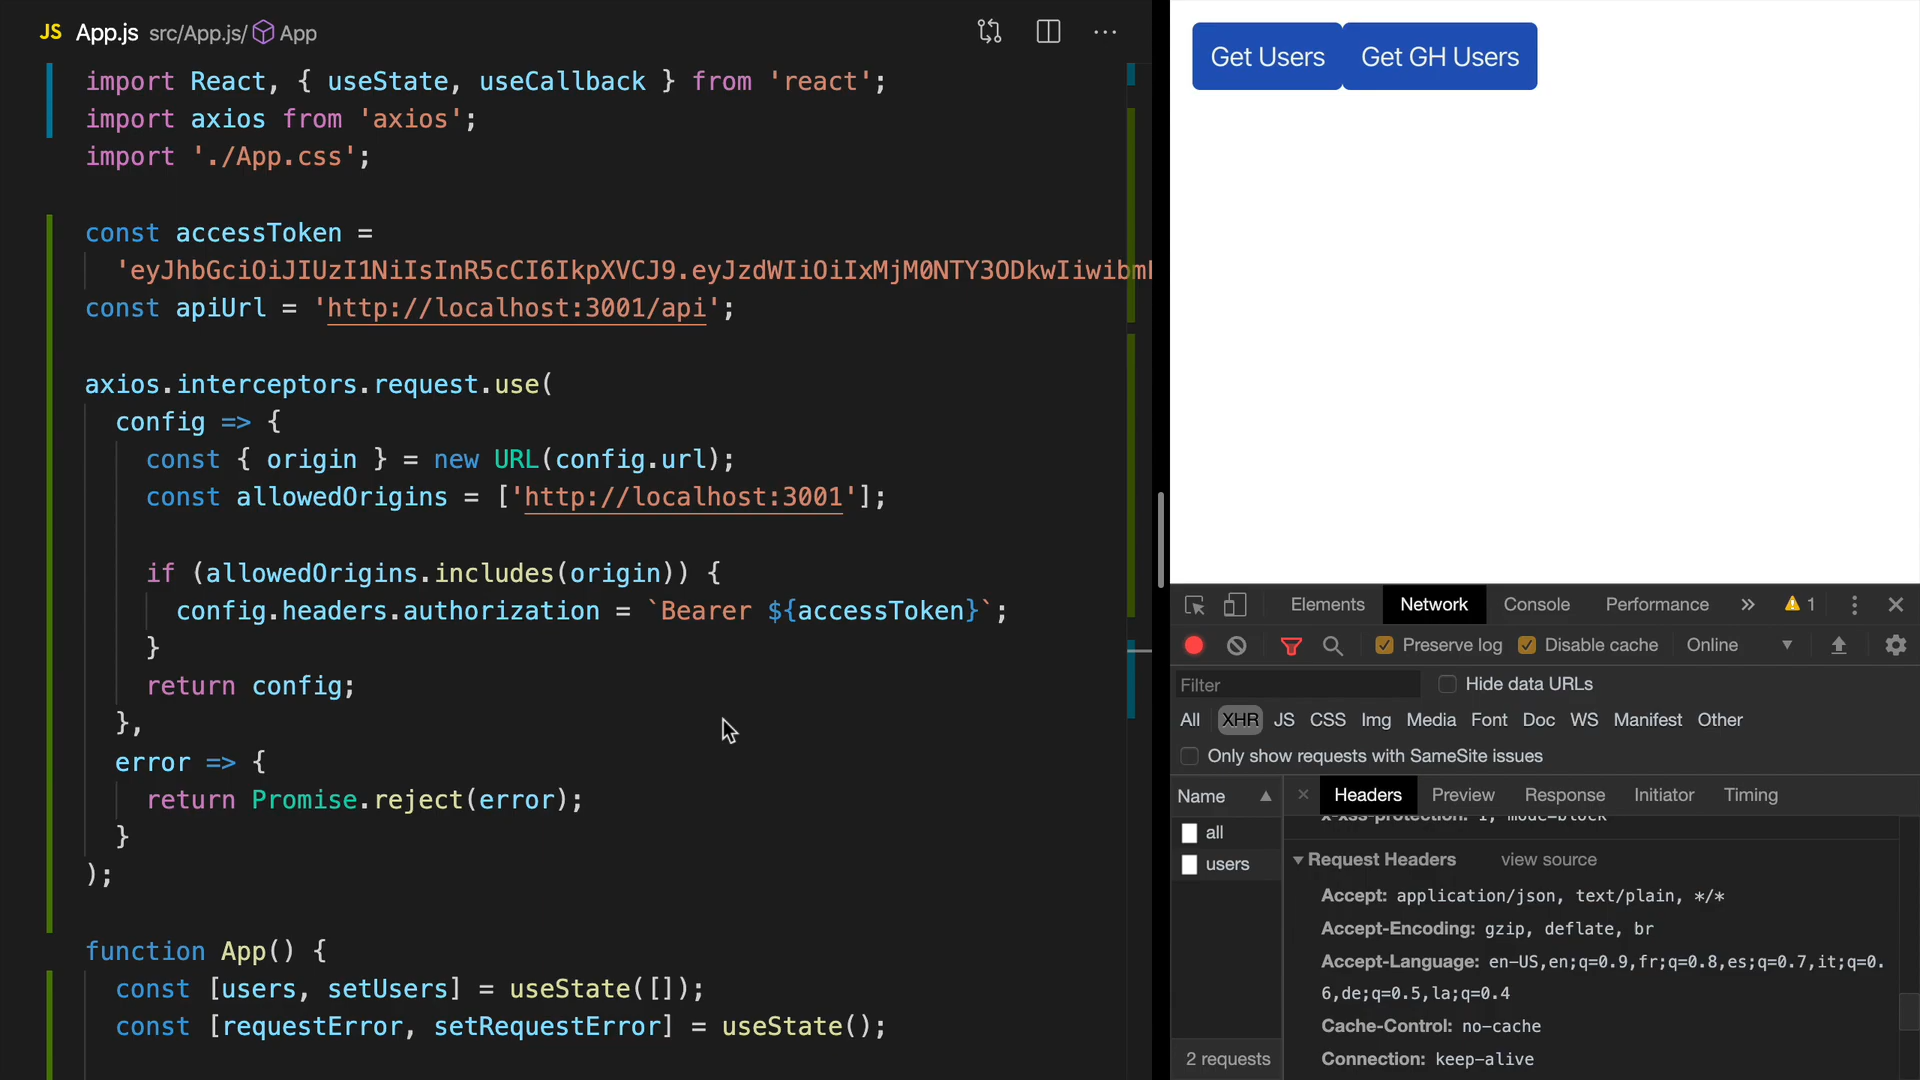 JS App.js src/App.js/ App
import React, { useState, useCallback } from 'react';
import axios from 'axios';
import './App.css';
const accessToken =
'eyJhbGciOiJIUzI1NiIsInR5cCI6IkpXVCJ9.eyJzdWIiOiIxMjM0NTY3ODkwIiwibm
const apiUrl = 'http://localhost:3001/api';
axios.interceptors.request.use(
config => {
const { origin } = new URL(config.url);
const allowedOrigins = ['http://localhost:3001'];
if (allowedOrigins.includes(origin)) {
config.headers.authorization = `Bearer ${accessToken}`;
}
return config;
},
error => {
return Promise.reject(error);
}
);
function App() {
const [users, setUsers] = useState([]);
const [requestError, setRequestError] = useState();
Get Users Get GH Users
Elements Network Console Performance » 1
Preserve log Disable cache Online
Filter Hide data URLs
All XHR JS CSS Img Media Font Doc WS Manifest Other
Only show requests with SameSite issues
Name Headers Preview Response Initiator Timing
all
users
2 requests
x-xss-protection: 1; mode=block
Request Headers view source
Accept: application/json, text/plain, */*
Accept-Encoding: gzip, deflate, br
Accept-Language: en-US,en;q=0.9,fr;q=0.8,es;q=0.7,it;q=0.
6,de;q=0.5,la;q=0.4
Cache-Control: no-cache
Connection: keep-alive